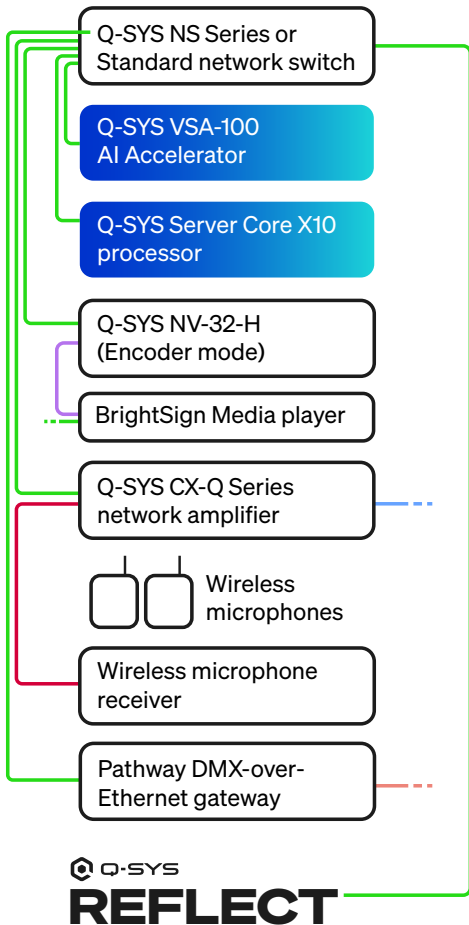 Q-SYS NS Series or
Standard network switch
Q-SYS VSA-100
AI Accelerator
Q-SYS Server Core X10
processor
Q-SYS NV-32-H
(Encoder mode)
BrightSign Media player
Q-SYS CX-Q Series
network amplifier
Wireless
microphones
Wireless microphone
receiver
Pathway DMX-over-
Ethernet gateway
Q-SYS
REFLECT